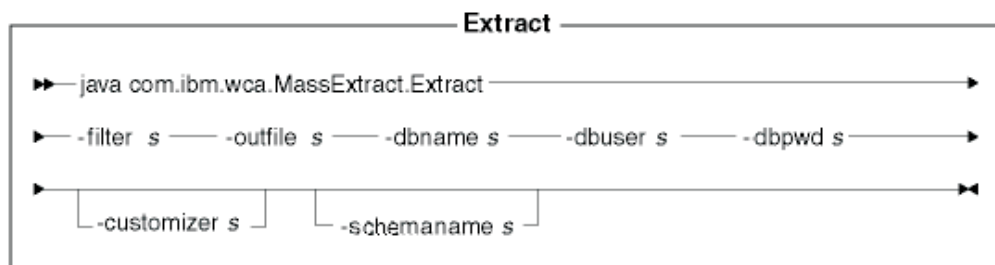 Extract
java com.ibm.wca.MassExtract.Extract
-filter s -outfile s -dbname s -dbuser s -dbpwd s
-customizer s -schemaname s